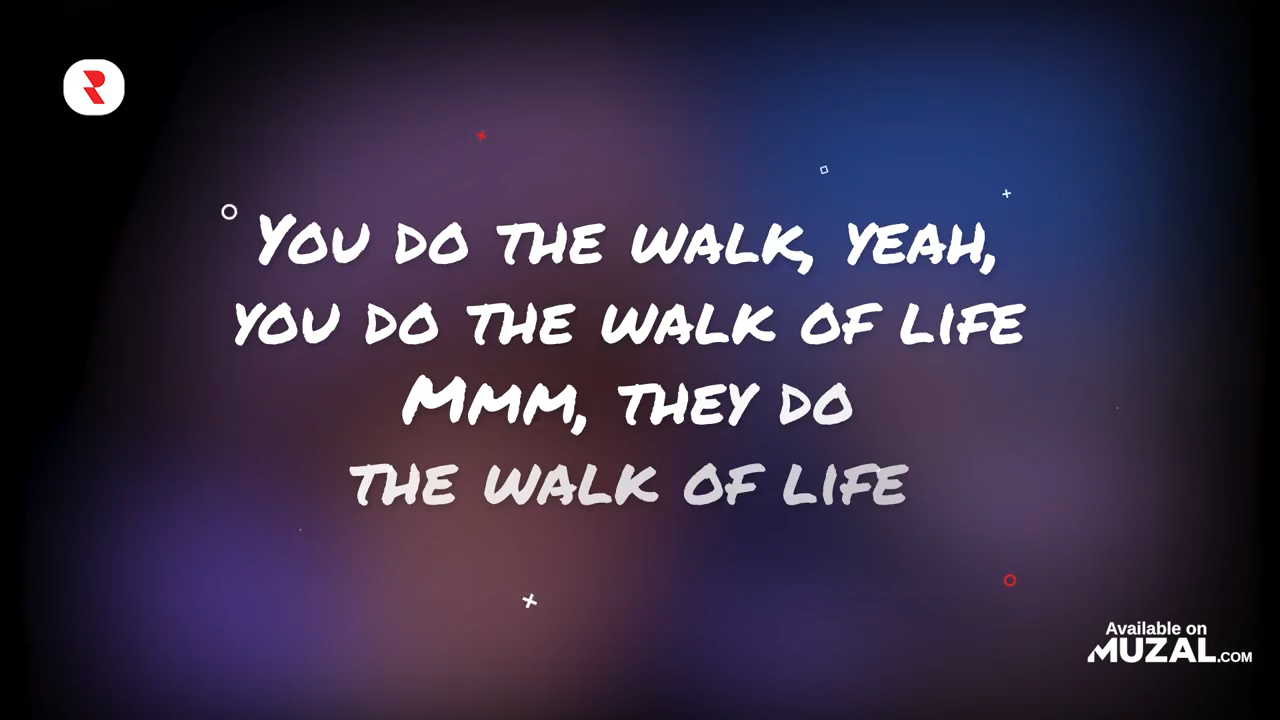 You do the walk, yeah,
you do the walk of life
Mmm, they do
the walk of life
Available on
MUZAL.COM